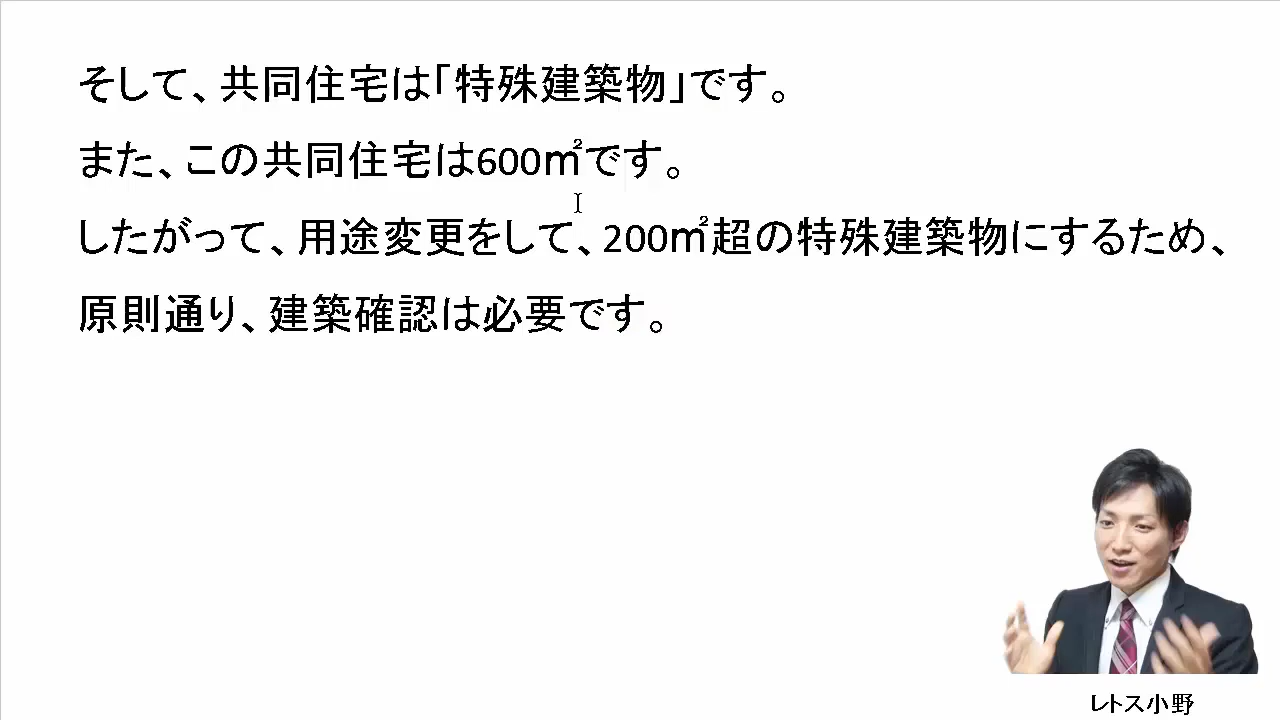 そして、共同住宅は「特殊建築物」です。
また、この共同住宅は600㎡です。
したがって、用途変更をして、200㎡超の特殊建築物にするため、
原則通り、建築確認は必要です。
レトス小野